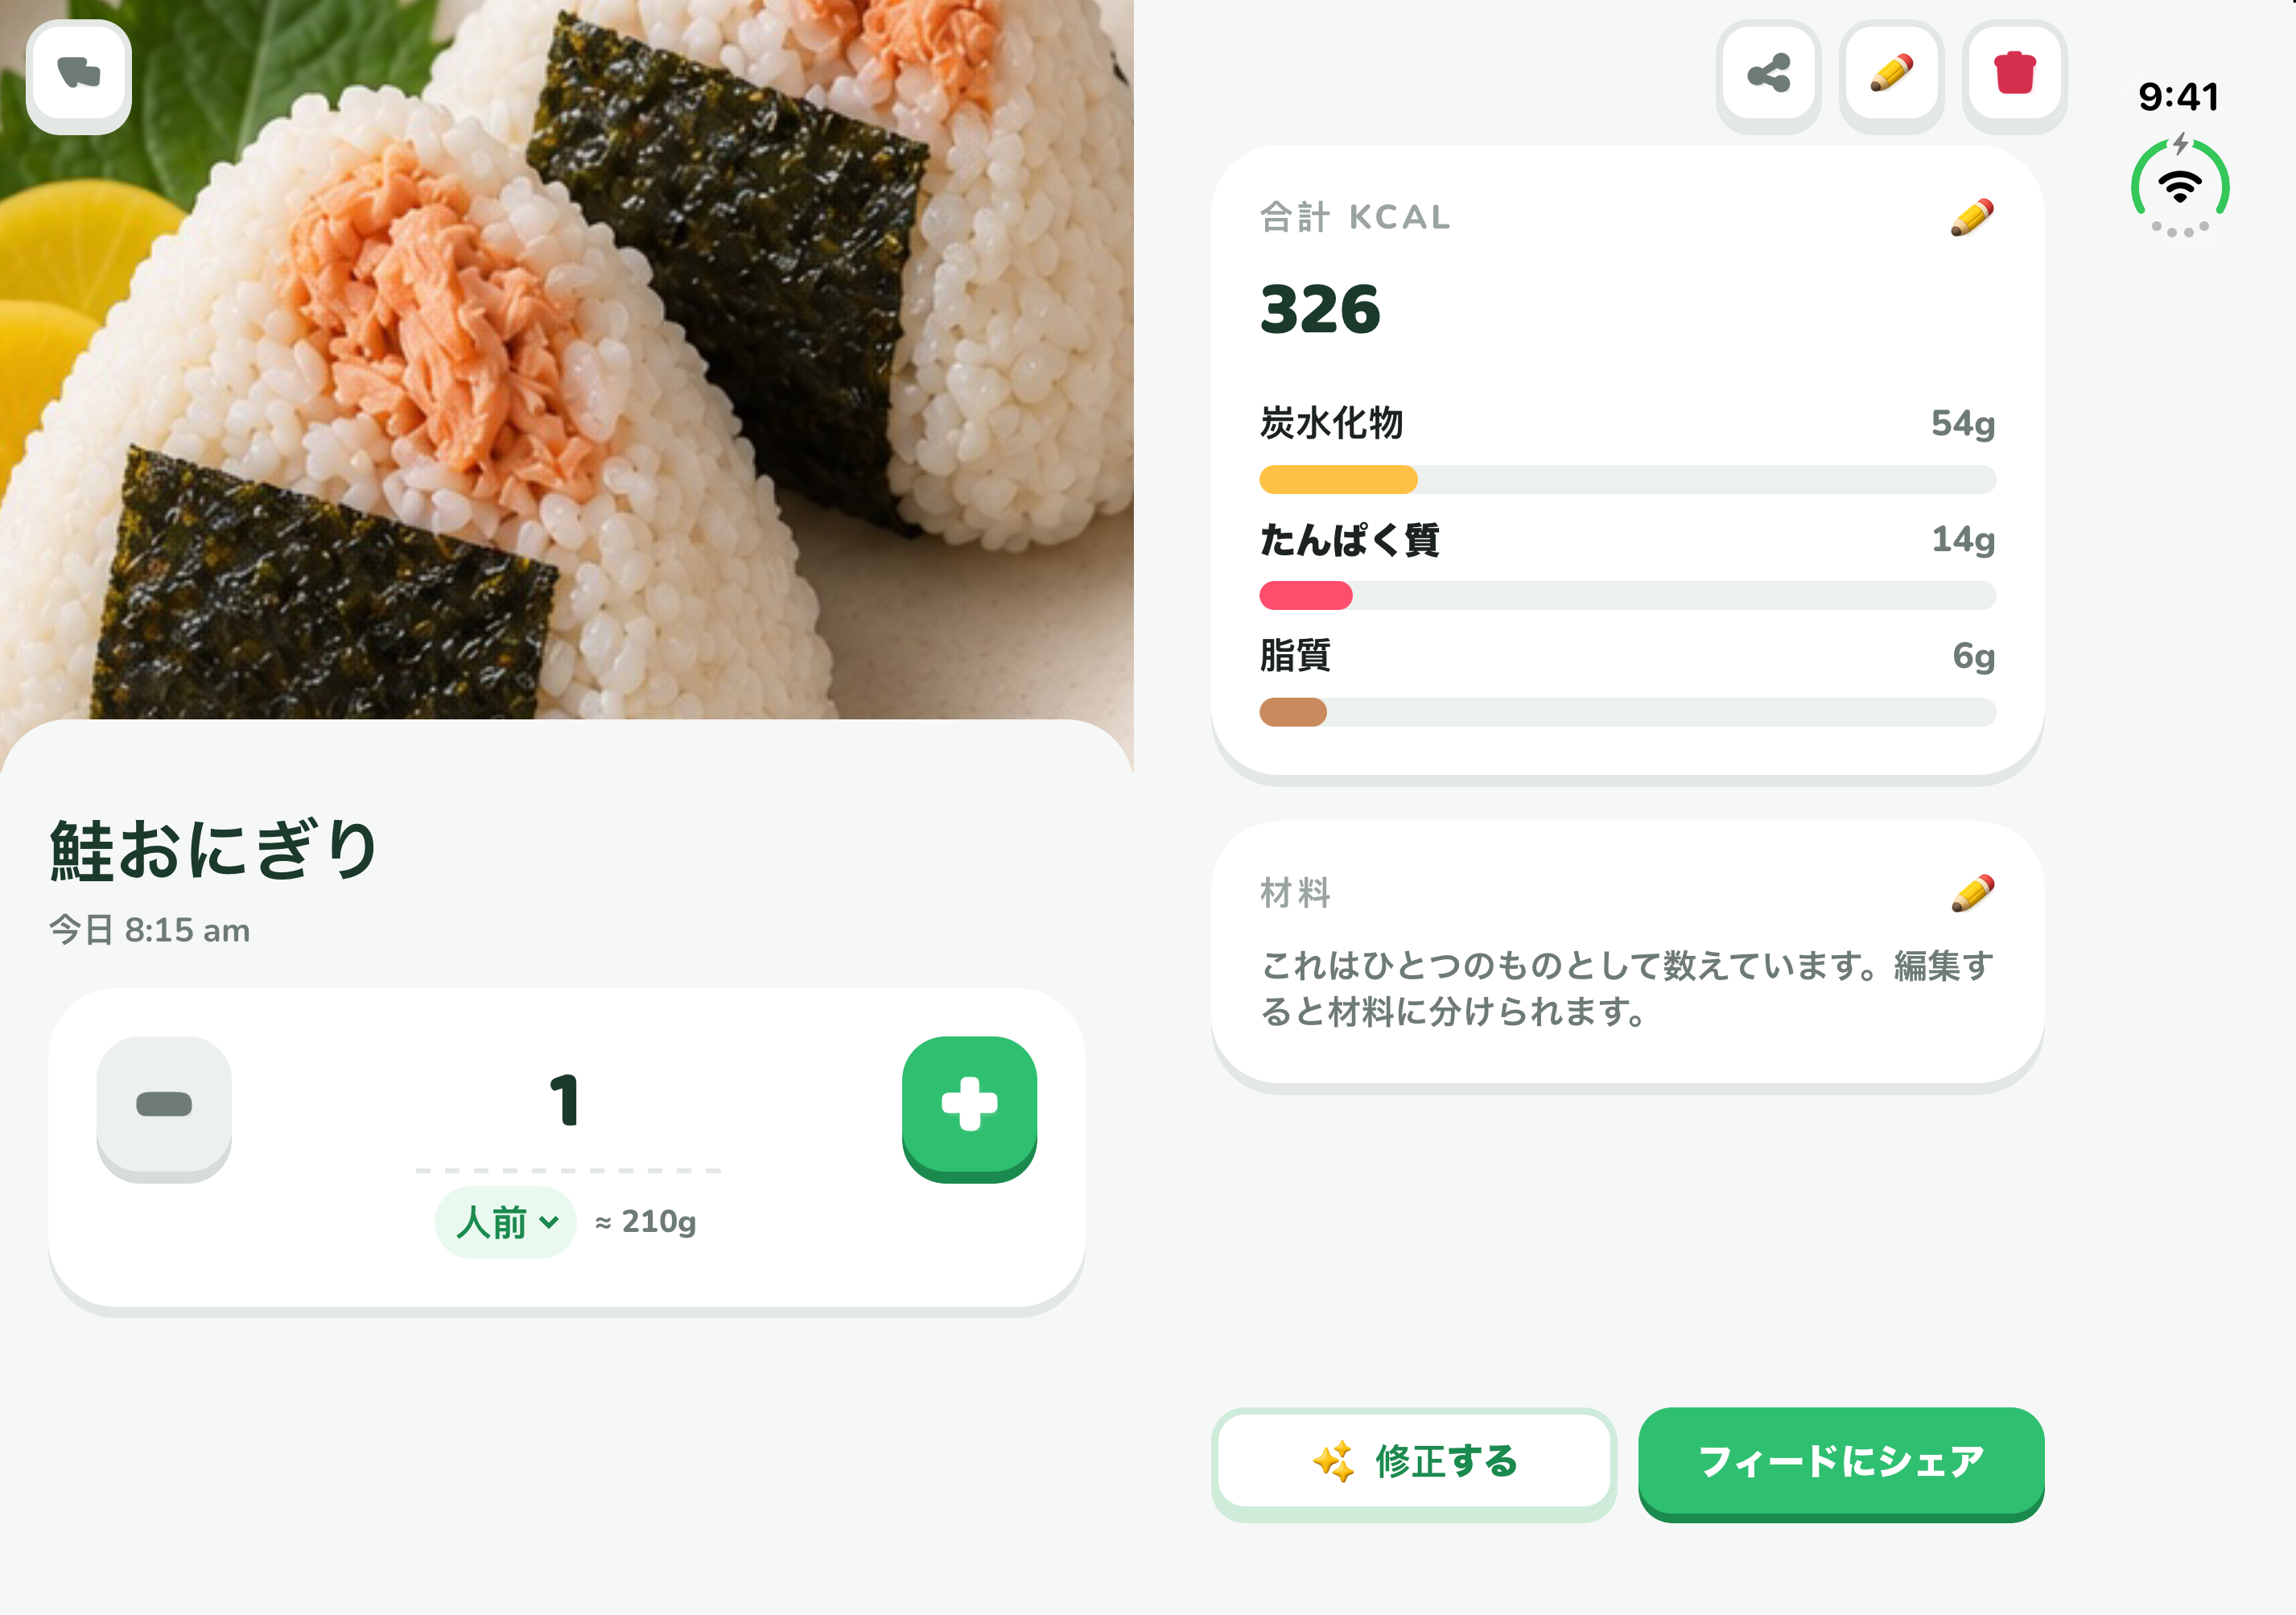 9:41
鮭おにぎり
今日 8:15 am
1
人前 ≈ 210g
合計 KCAL
326
炭水化物 54g
たんぱく質 14g
脂質 6g
材料
これはひとつのものとして数えています。編集す
ると材料に分けられます。
修正する
フィードにシェア